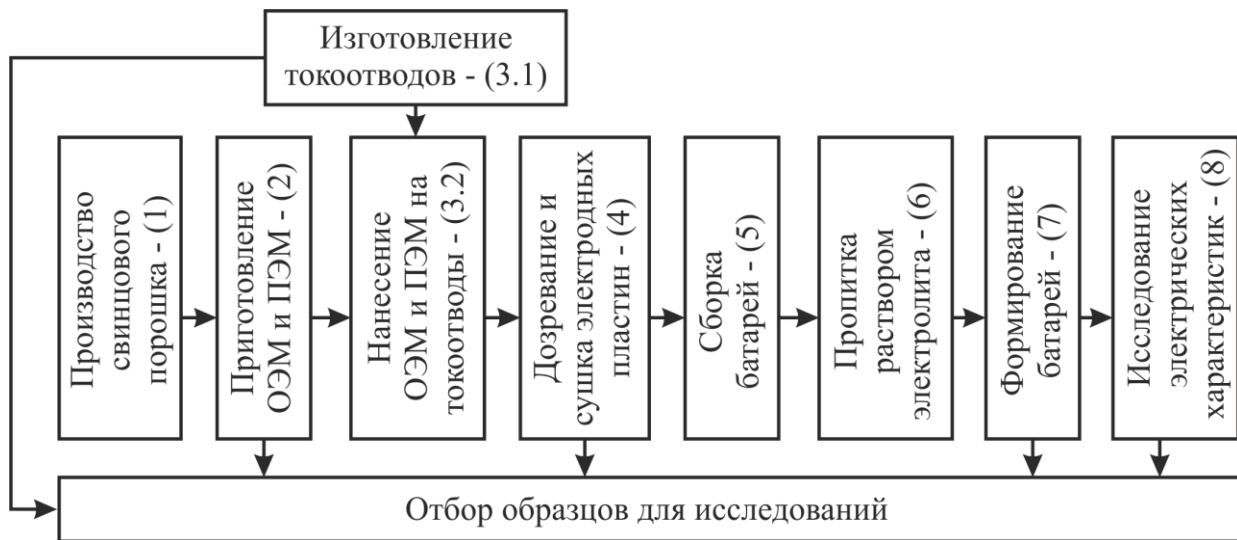 Изготовление
токоотводов - (3.1)
Производство
свинцового
порошка - (1)
Приготовление
ОЭМ и ПЭМ - (2)
Нанесение
ОЭМ и ПЭМ на
токоотводы - (3.2)
Дозревание и
сушка электродных
пластин - (4)
Сборка
батарей - (5)
Пропитка
раствором
электролита - (6)
Формирование
батарей - (7)
Исследование
электрических
характеристик - (8)
Отбор образцов для исследований